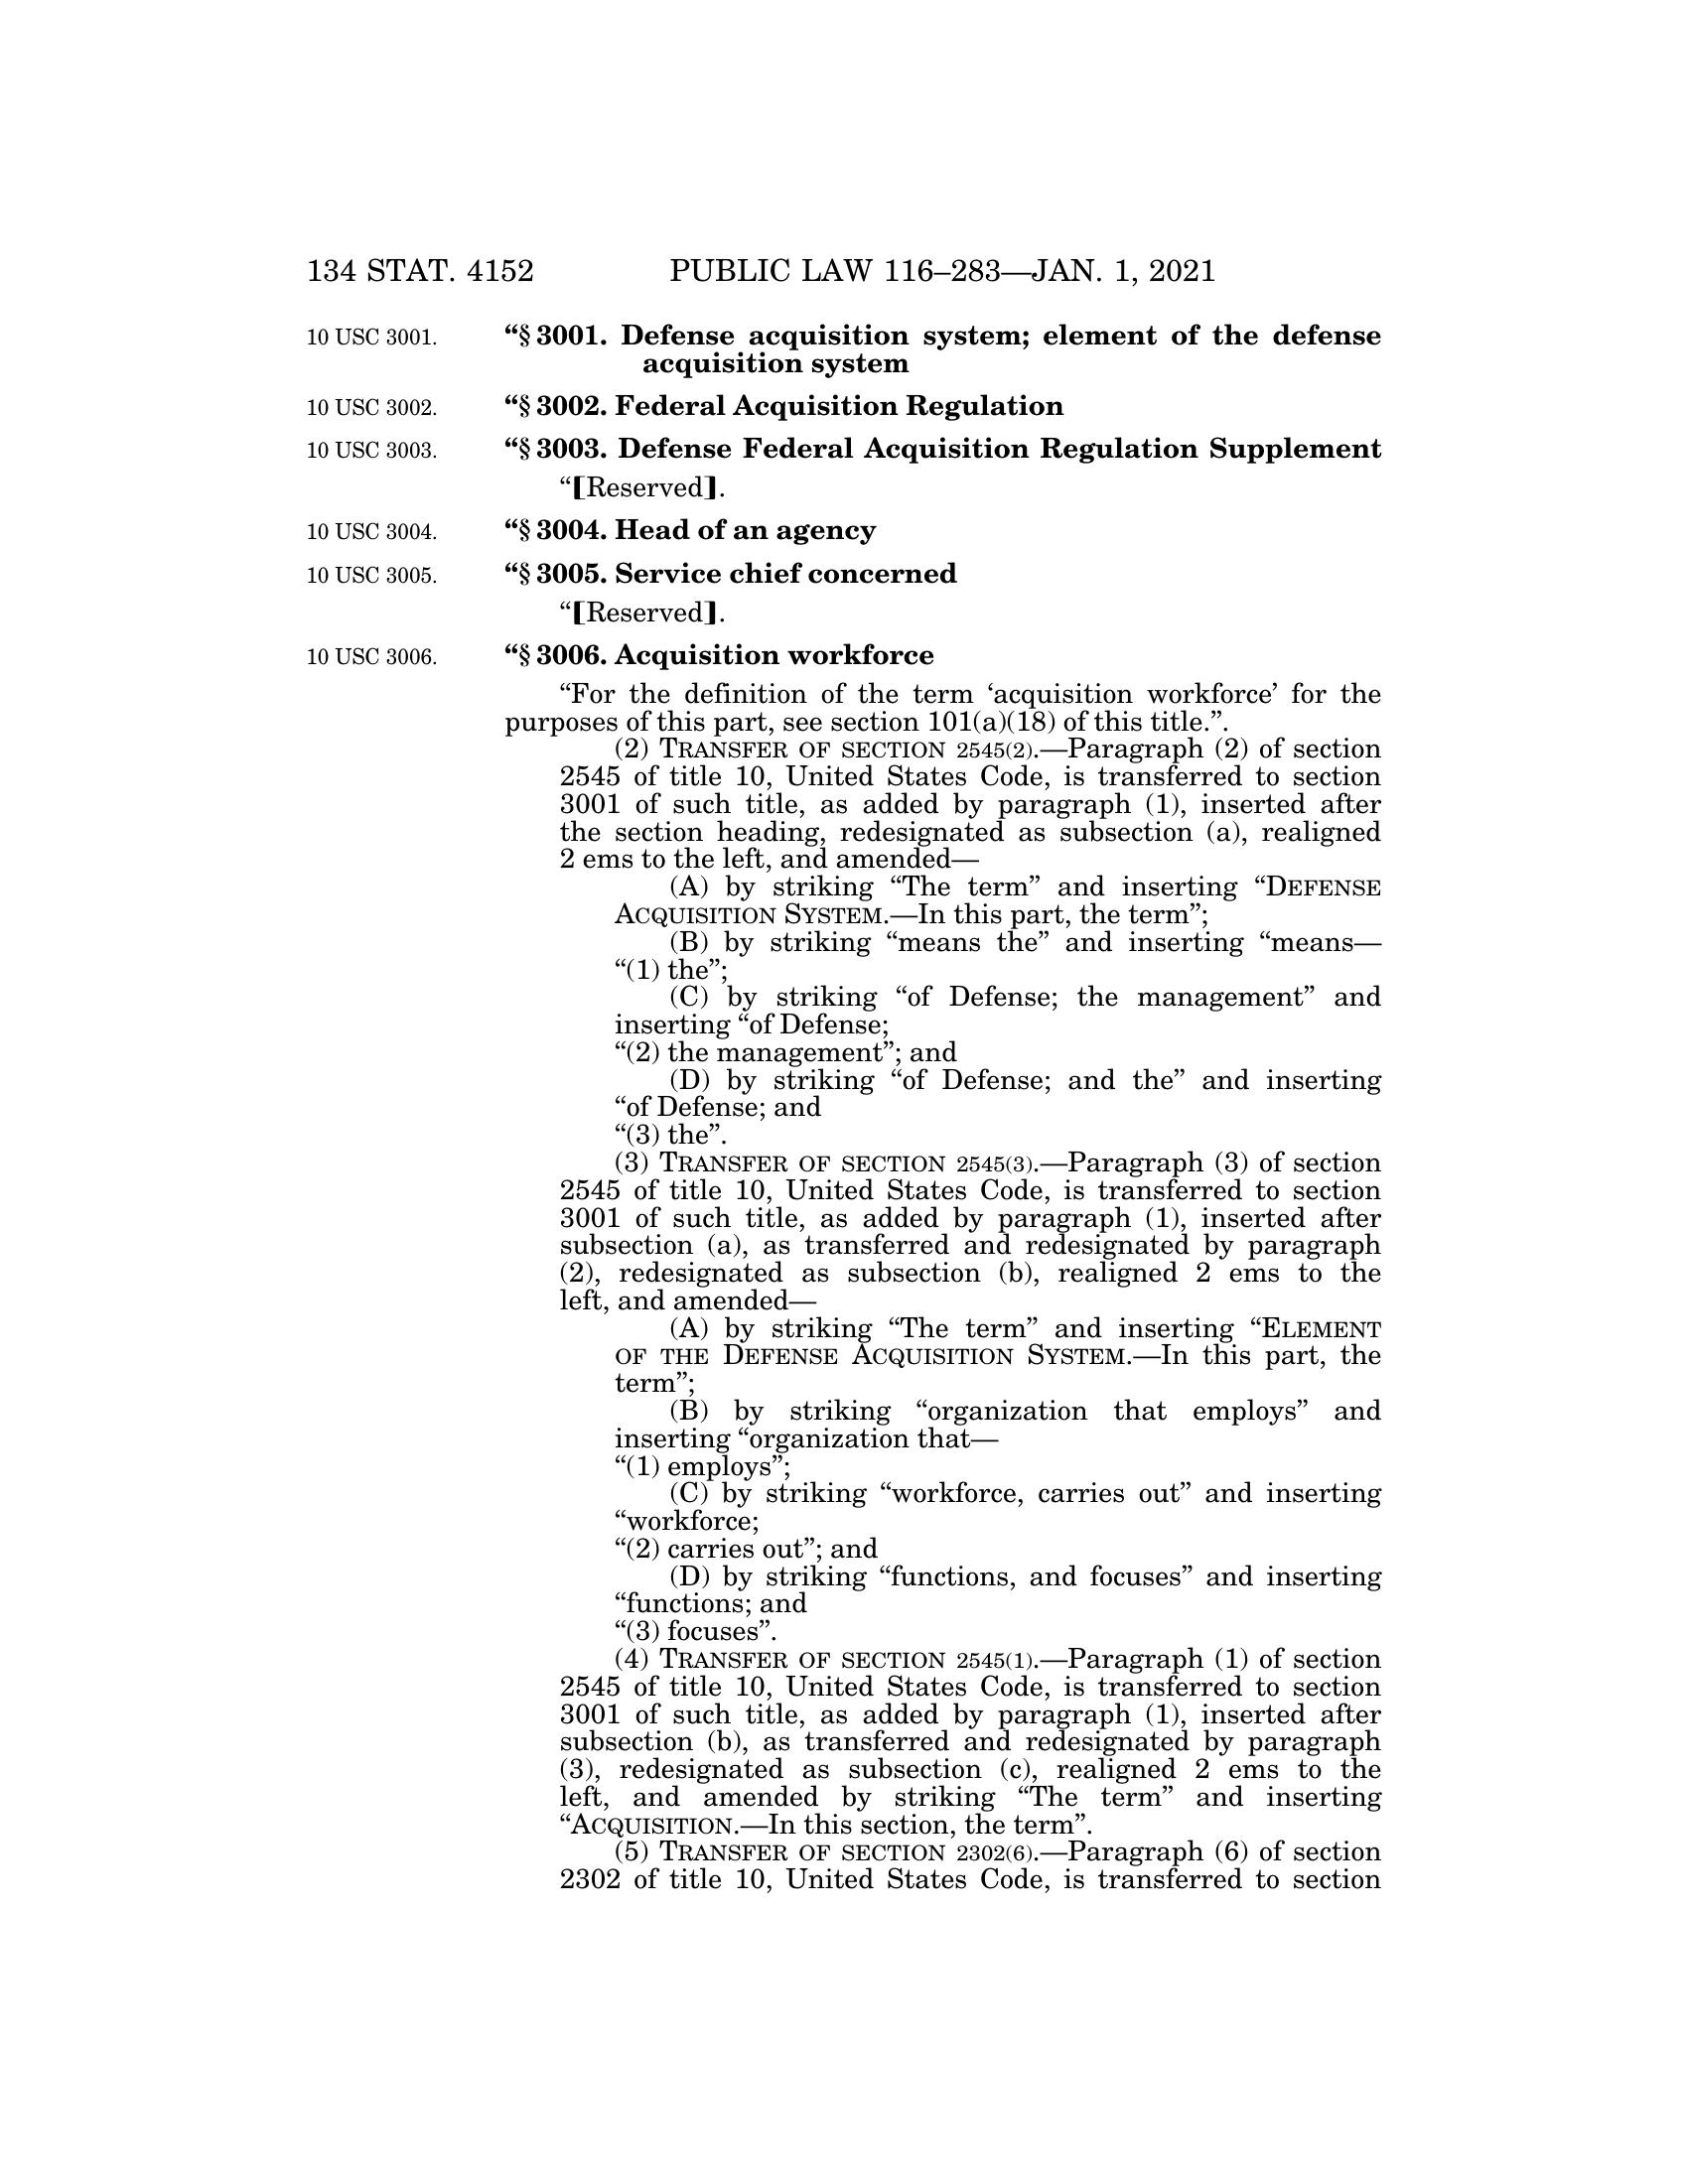 134 STAT. 4152 PUBLIC LAW 116–283—JAN. 1, 2021
10 USC 3001. “§ 3001. Defense acquisition system; element of the defense
acquisition system
10 USC 3002. “§ 3002. Federal Acquisition Regulation
10 USC 3003. “§ 3003. Defense Federal Acquisition Regulation Supplement
“【Reserved】.
10 USC 3004. “§ 3004. Head of an agency
10 USC 3005. “§ 3005. Service chief concerned
“【Reserved】.
10 USC 3006. “§ 3006. Acquisition workforce
“For the definition of the term ‘acquisition workforce’ for the
purposes of this part, see section 101(a)(18) of this title.”.
(2) TRANSFER OF SECTION 2545(2).—Paragraph (2) of section
2545 of title 10, United States Code, is transferred to section
3001 of such title, as added by paragraph (1), inserted after
the section heading, redesignated as subsection (a), realigned
2 ems to the left, and amended—
(A) by striking “The term” and inserting “DEFENSE
ACQUISITION SYSTEM.—In this part, the term”;
(B) by striking “means the” and inserting “means—
“(1) the”;
(C) by striking “of Defense; the management” and
inserting “of Defense;
“(2) the management”; and
(D) by striking “of Defense; and the” and inserting
“of Defense; and
“(3) the”.
(3) TRANSFER OF SECTION 2545(3).—Paragraph (3) of section
2545 of title 10, United States Code, is transferred to section
3001 of such title, as added by paragraph (1), inserted after
subsection (a), as transferred and redesignated by paragraph
(2), redesignated as subsection (b), realigned 2 ems to the
left, and amended—
(A) by striking “The term” and inserting “ELEMENT
OF THE DEFENSE ACQUISITION SYSTEM.—In this part, the
term”;
(B) by striking “organization that employs” and
inserting “organization that—
“(1) employs”;
(C) by striking “workforce, carries out” and inserting
“workforce;
“(2) carries out”; and
(D) by striking “functions, and focuses” and inserting
“functions; and
“(3) focuses”.
(4) TRANSFER OF SECTION 2545(1).—Paragraph (1) of section
2545 of title 10, United States Code, is transferred to section
3001 of such title, as added by paragraph (1), inserted after
subsection (b), as transferred and redesignated by paragraph
(3), redesignated as subsection (c), realigned 2 ems to the
left, and amended by striking “The term” and inserting
“ACQUISITION.—In this section, the term”.
(5) TRANSFER OF SECTION 2302(6).—Paragraph (6) of section
2302 of title 10, United States Code, is transferred to section